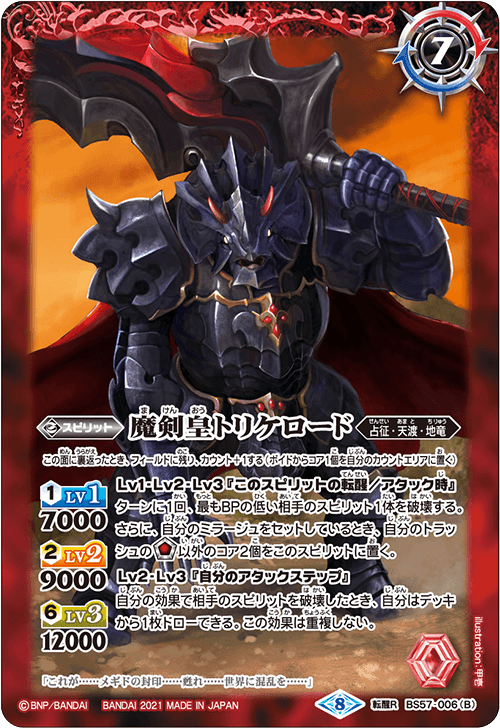 7
スピリット
魔剣皇トリケロード
占征・天渡・地竜
この面に裏返ったとき、フィールドに残り、カウント+1する(ボイドからコア1個を自分のカウントエリアに置く)
1 LV1 7000
2 LV2 9000
6 LV3 12000
Lv1・Lv2・Lv3『このスピリットの転醒/アタック時』
ターンに1回、最もBPの低い相手のスピリット1体を破壊する。
さらに、自分のミラージュをセットしているとき、自分のトラッ
シュの以外のコア2個をこのスピリットに置く。
Lv2・Lv3『自分のアタックステップ』
自分の効果で相手のスピリットを破壊したとき、自分はデッキ
から1枚ドローできる。この効果は重複しない。
「これが……メギドの封印……甦れ……世界に混乱を……」
illustration:甲壱
©BNP/BANDAI BANDAI 2021 MADE IN JAPAN 8 転醒R BS57-006(B)